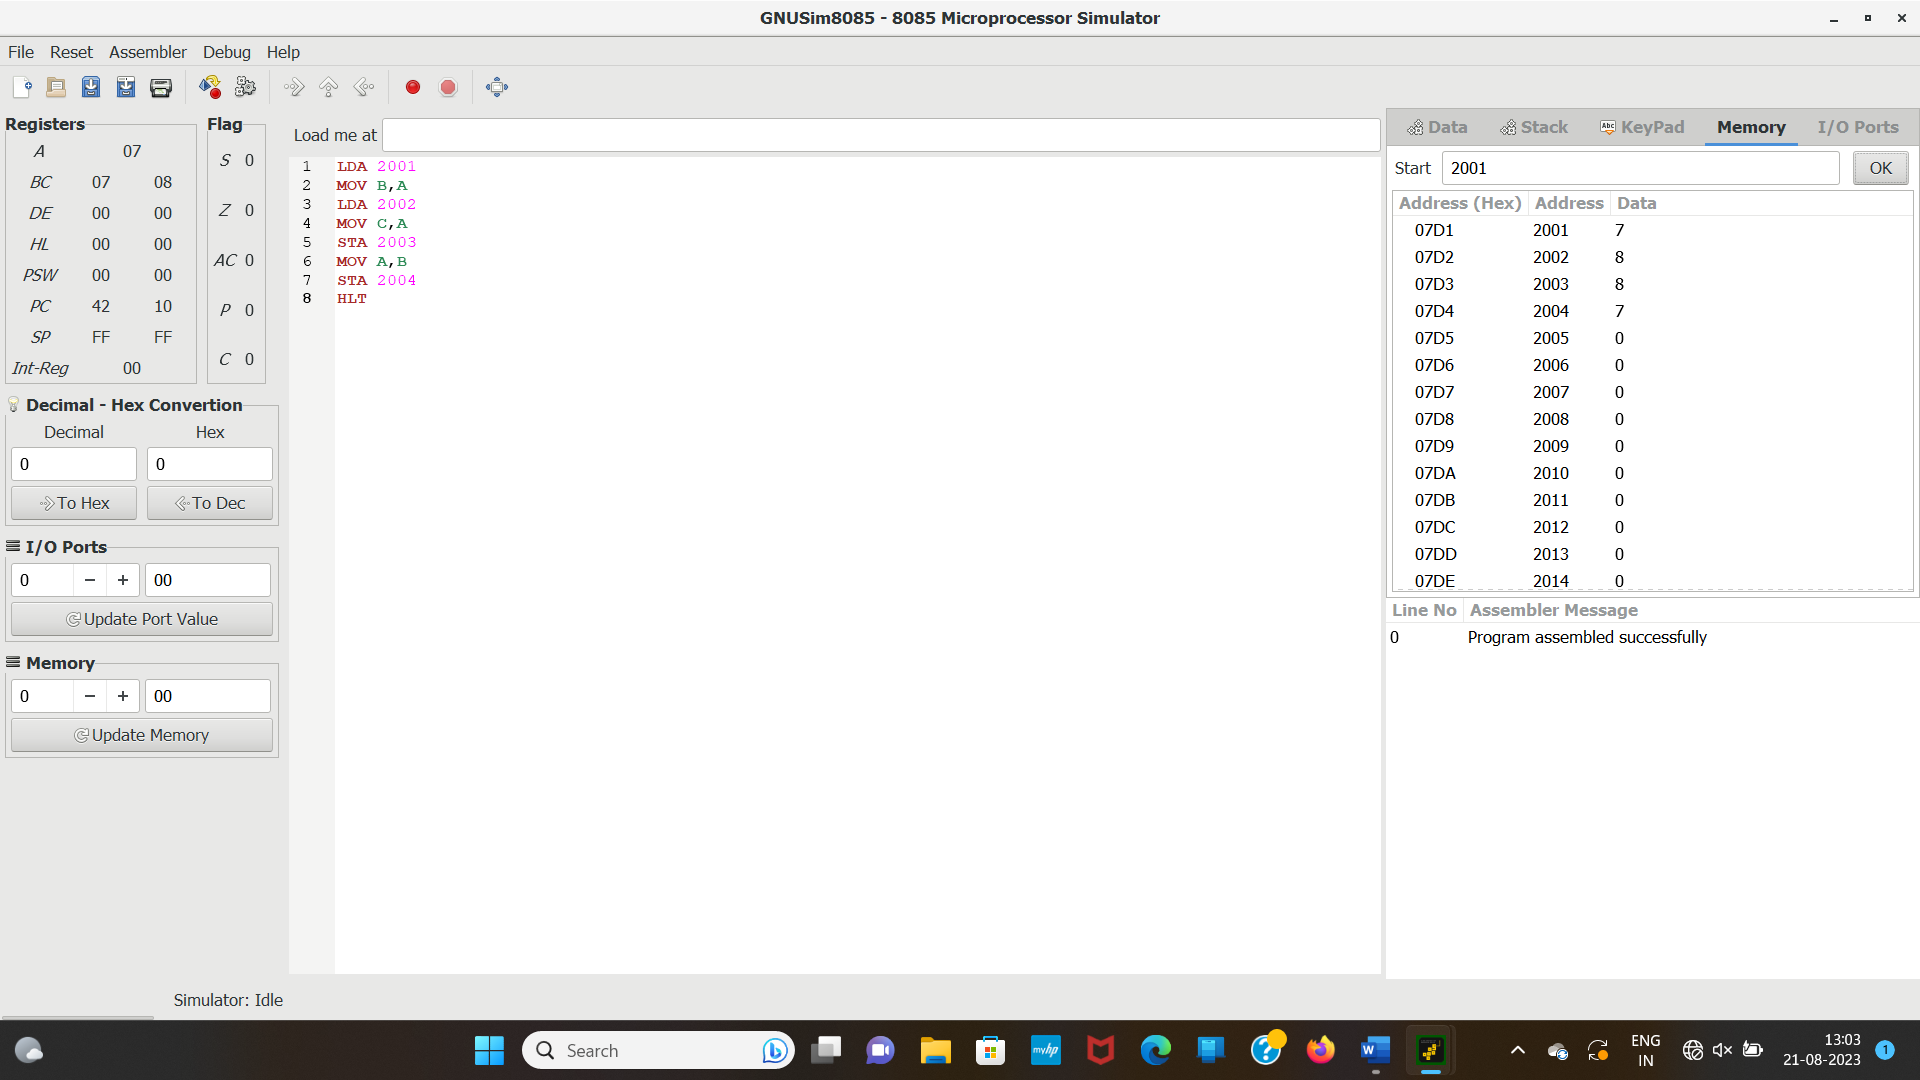 GNUSim8085 - 8085 Microprocessor Simulator
File Reset Assembler Debug Help
Registers
A 07
BC 07 08
DE 00 00
HL 00 00
PSW 00 00
PC 42 10
SP FF FF
Int-Reg 00
Flag
S 0
Z 0
AC 0
P 0
C 0
Decimal - Hex Convertion
Decimal Hex
0 0
To Hex To Dec
I/O Ports
0 − + 00
Update Port Value
Memory
0 − + 00
Update Memory
Load me at
1 LDA 2001
2 MOV B,A
3 LDA 2002
4 MOV C,A
5 STA 2003
6 MOV A,B
7 STA 2004
8 HLT
Data Stack Abc KeyPad Memory I/O Ports
Start 2001 OK
Address (Hex) Address Data
07D1 2001 7
07D2 2002 8
07D3 2003 8
07D4 2004 7
07D5 2005 0
07D6 2006 0
07D7 2007 0
07D8 2008 0
07D9 2009 0
07DA 2010 0
07DB 2011 0
07DC 2012 0
07DD 2013 0
07DE 2014 0
Line No Assembler Message
0 Program assembled successfully
Simulator: Idle
Search
myhp
W
ENG
IN
13:03
21-08-2023
1